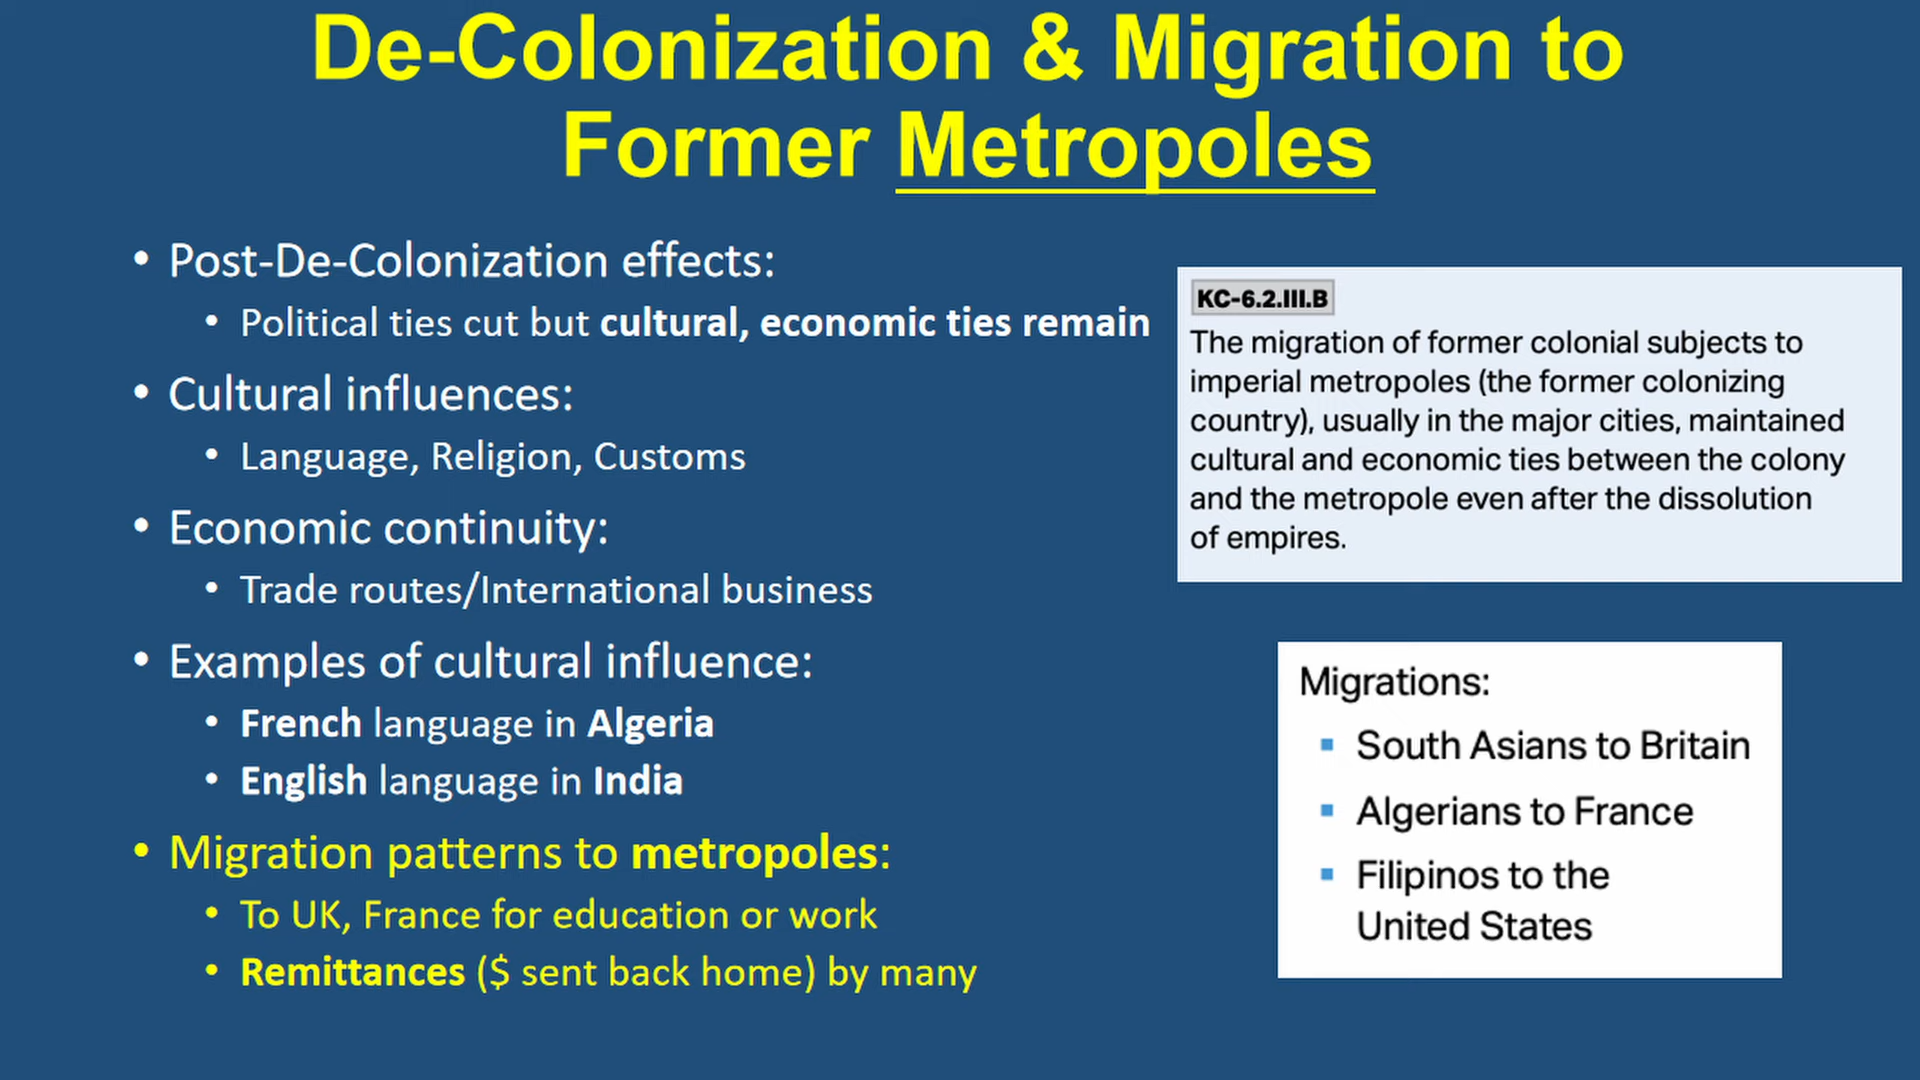 De-Colonization & Migration to
Former Metropoles
• Post-De-Colonization effects:
• Political ties cut but cultural, economic ties remain
• Cultural influences:
• Language, Religion, Customs
• Economic continuity:
• Trade routes/International business
• Examples of cultural influence:
• French language in Algeria
• English language in India
• Migration patterns to metropoles:
• To UK, France for education or work
• Remittances ($ sent back home) by many
KC-6.2.III.B
The migration of former colonial subjects to
imperial metropoles (the former colonizing
country), usually in the major cities, maintained
cultural and economic ties between the colony
and the metropole even after the dissolution
of empires.
Migrations:
▪ South Asians to Britain
▪ Algerians to France
▪ Filipinos to the
United States